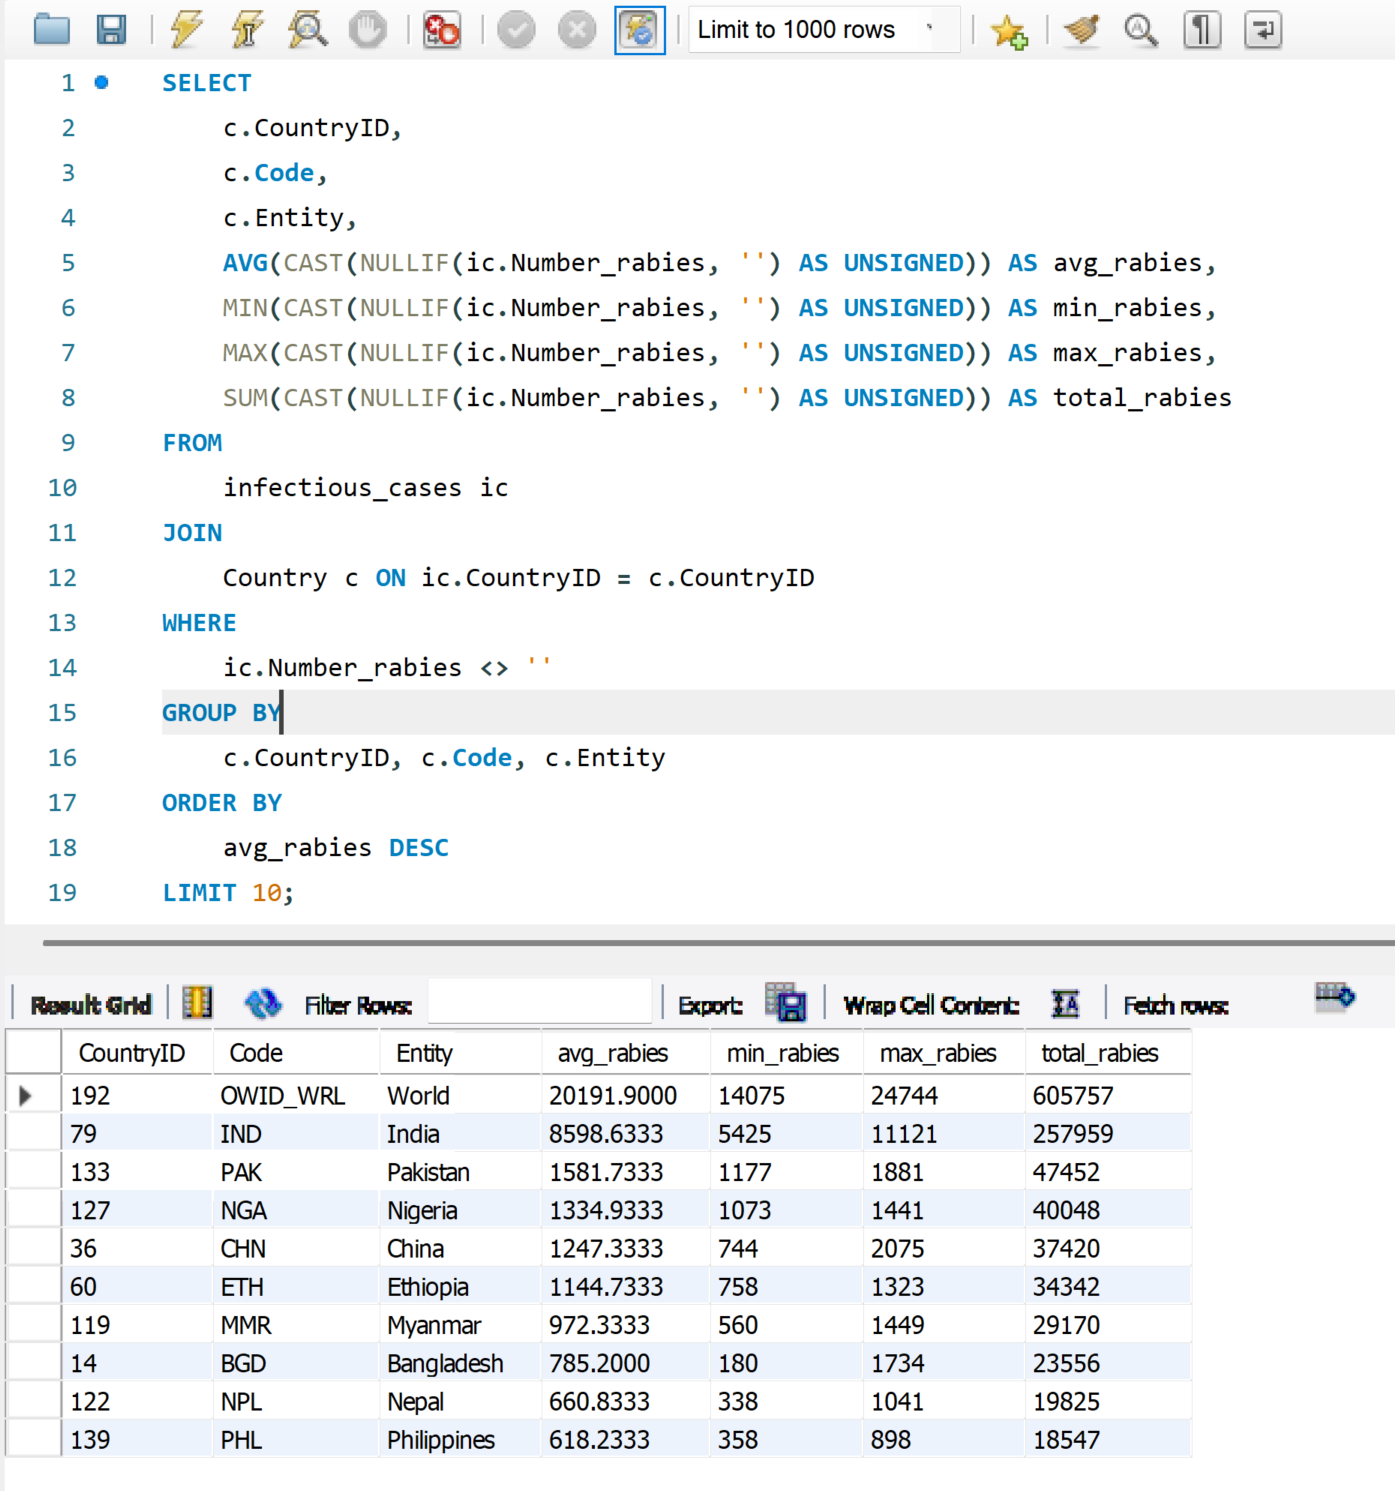 Limit to 1000 rows
1 SELECT
2 c.CountryID,
3 c.Code,
4 c.Entity,
5 AVG(CAST(NULLIF(ic.Number_rabies, '') AS UNSIGNED)) AS avg_rabies,
6 MIN(CAST(NULLIF(ic.Number_rabies, '') AS UNSIGNED)) AS min_rabies,
7 MAX(CAST(NULLIF(ic.Number_rabies, '') AS UNSIGNED)) AS max_rabies,
8 SUM(CAST(NULLIF(ic.Number_rabies, '') AS UNSIGNED)) AS total_rabies
9 FROM
10 infectious_cases ic
11 JOIN
12 Country c ON ic.CountryID = c.CountryID
13 WHERE
14 ic.Number_rabies <> ''
15 GROUP BY
16 c.CountryID, c.Code, c.Entity
17 ORDER BY
18 avg_rabies DESC
19 LIMIT 10;
Result Grid Filter Rows: Export: Wrap Cell Content: Fetch rows:
CountryID Code Entity avg_rabies min_rabies max_rabies total_rabies
192 OWID_WRL World 20191.9000 14075 24744 605757
79 IND India 8598.6333 5425 11121 257959
133 PAK Pakistan 1581.7333 1177 1881 47452
127 NGA Nigeria 1334.9333 1073 1441 40048
36 CHN China 1247.3333 744 2075 37420
60 ETH Ethiopia 1144.7333 758 1323 34342
119 MMR Myanmar 972.3333 560 1449 29170
14 BGD Bangladesh 785.2000 180 1734 23556
122 NPL Nepal 660.8333 338 1041 19825
139 PHL Philippines 618.2333 358 898 18547